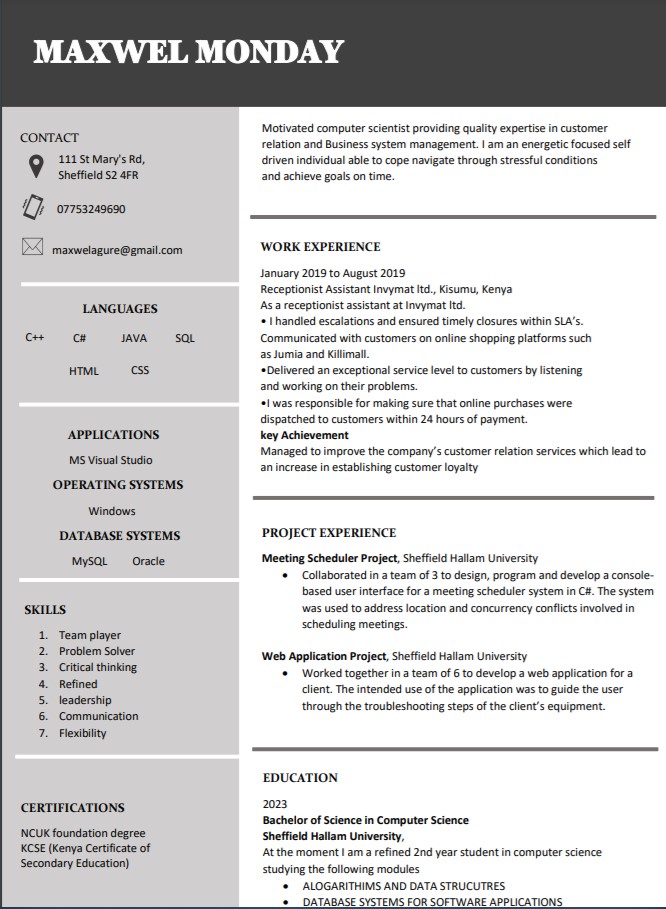 MAXWEL MONDAY
CONTACT
111 St Mary's Rd,
Sheffield S2 4FR
07753249690
maxwelagure@gmail.com
LANGUAGES
C++ C# JAVA SQL
HTML CSS
APPLICATIONS
MS Visual Studio
OPERATING SYSTEMS
Windows
DATABASE SYSTEMS
MySQL Oracle
SKILLS
1. Team player
2. Problem Solver
3. Critical thinking
4. Refined
5. leadership
6. Communication
7. Flexibility
CERTIFICATIONS
NCUK foundation degree
KCSE (Kenya Certificate of
Secondary Education)
Motivated computer scientist providing quality expertise in customer
relation and Business system management. I am an energetic focused self
driven individual able to cope navigate through stressful conditions
and achieve goals on time.
WORK EXPERIENCE
January 2019 to August 2019
Receptionist Assistant Invymat ltd., Kisumu, Kenya
As a receptionist assistant at Invymat ltd.
• I handled escalations and ensured timely closures within SLA's.
Communicated with customers on online shopping platforms such
as Jumia and Killimall.
•Delivered an exceptional service level to customers by listening
and working on their problems.
•I was responsible for making sure that online purchases were
dispatched to customers within 24 hours of payment.
key Achievement
Managed to improve the company's customer relation services which lead to
an increase in establishing customer loyalty
PROJECT EXPERIENCE
Meeting Scheduler Project, Sheffield Hallam University
• Collaborated in a team of 3 to design, program and develop a console-
based user interface for a meeting scheduler system in C#. The system
was used to address location and concurrency conflicts involved in
scheduling meetings.
Web Application Project, Sheffield Hallam University
• Worked together in a team of 6 to develop a web application for a
client. The intended use of the application was to guide the user
through the troubleshooting steps of the client's equipment.
EDUCATION
2023
Bachelor of Science in Computer Science
Sheffield Hallam University,
At the moment I am a refined 2nd year student in computer science
studying the following modules
• ALOGARITHIMS AND DATA STRUCUTRES
• DATABASE SYSTEMS FOR SOFTWARE APPLICATIONS